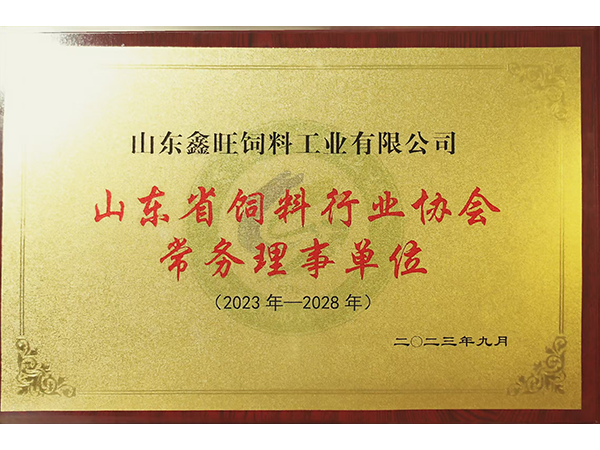 山东鑫旺饲料工业有限公司
山东省饲料行业协会
常务理事单位
（2023年—2028年）
二〇二三年九月